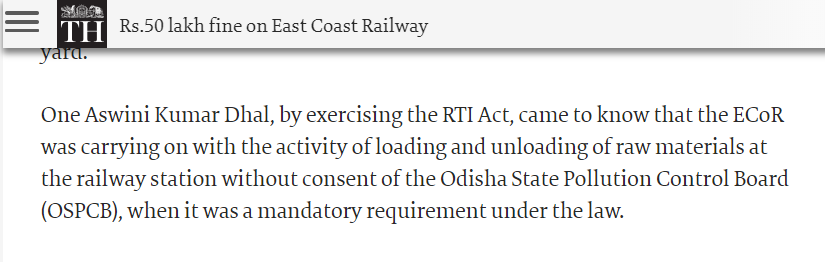 TH
Rs.50 lakh fine on East Coast Railway
yard.
One Aswini Kumar Dhal, by exercising the RTI Act, came to know that the ECoR
was carrying on with the activity of loading and unloading of raw materials at
the railway station without consent of the Odisha State Pollution Control Board
(OSPCB), when it was a mandatory requirement under the law.